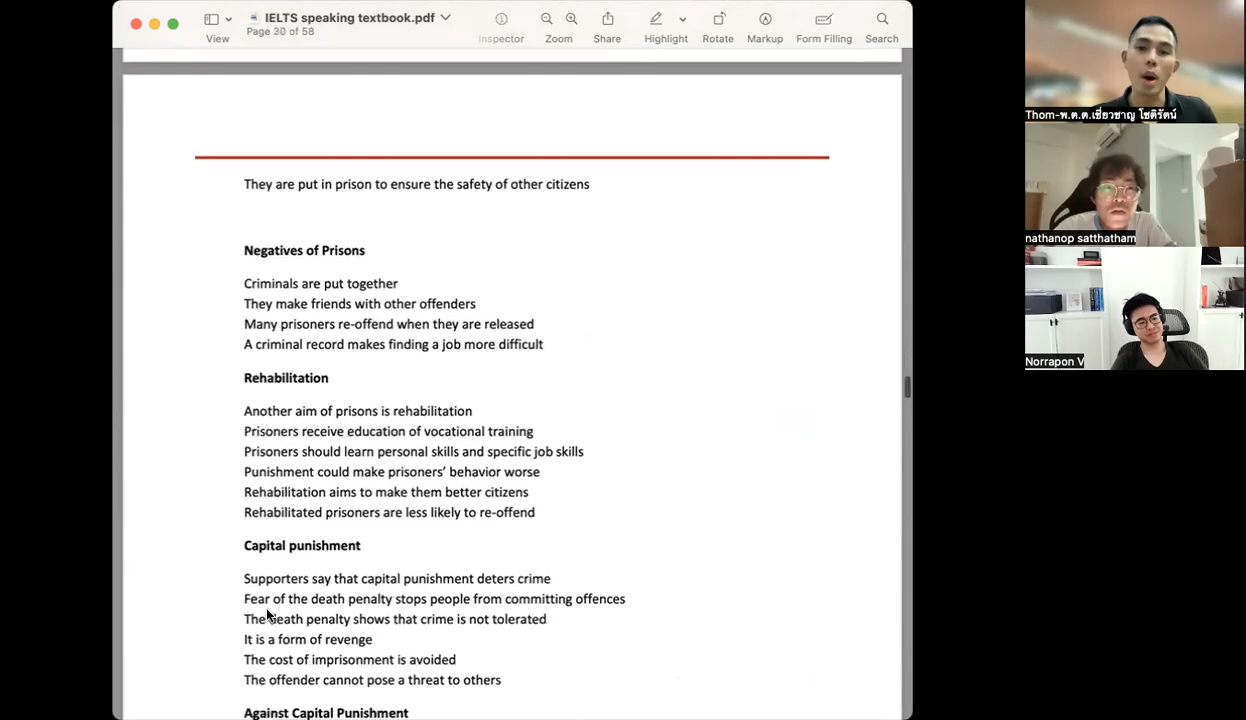 IELTS speaking textbook.pdf
Page 20 of 58
View
Inspector
Zoom
Share
Highlight
Rotate
Markup
Form Filling
Search
They are put in prison to ensure the safety of other citizens
Negatives of Prisons
Criminals are put together
They make friends with other offenders
Many prisoners re-offend when they are released
A criminal record makes finding a job more difficult
Rehabilitation
Another aim of prisons is rehabilitation
Prisoners receive education of vocational training
Prisoners should learn personal skills and specific job skills
Punishment could make prisoners’ behavior worse
Rehabilitation aims to make them better citizens
Rehabilitated prisoners are less likely to re-offend
Capital punishment
Supporters say that capital punishment deters crime
Fear of the death penalty stops people from committing offences
The death penalty shows that crime is not tolerated
It is a form of revenge
The cost of imprisonment is avoided
The offender cannot pose a threat to others
Against Capital Punishment
Thom-พ.ต.ต.เชี่ยวชาญ โชติรัตน์
nathanop satthatham
Norrapon V